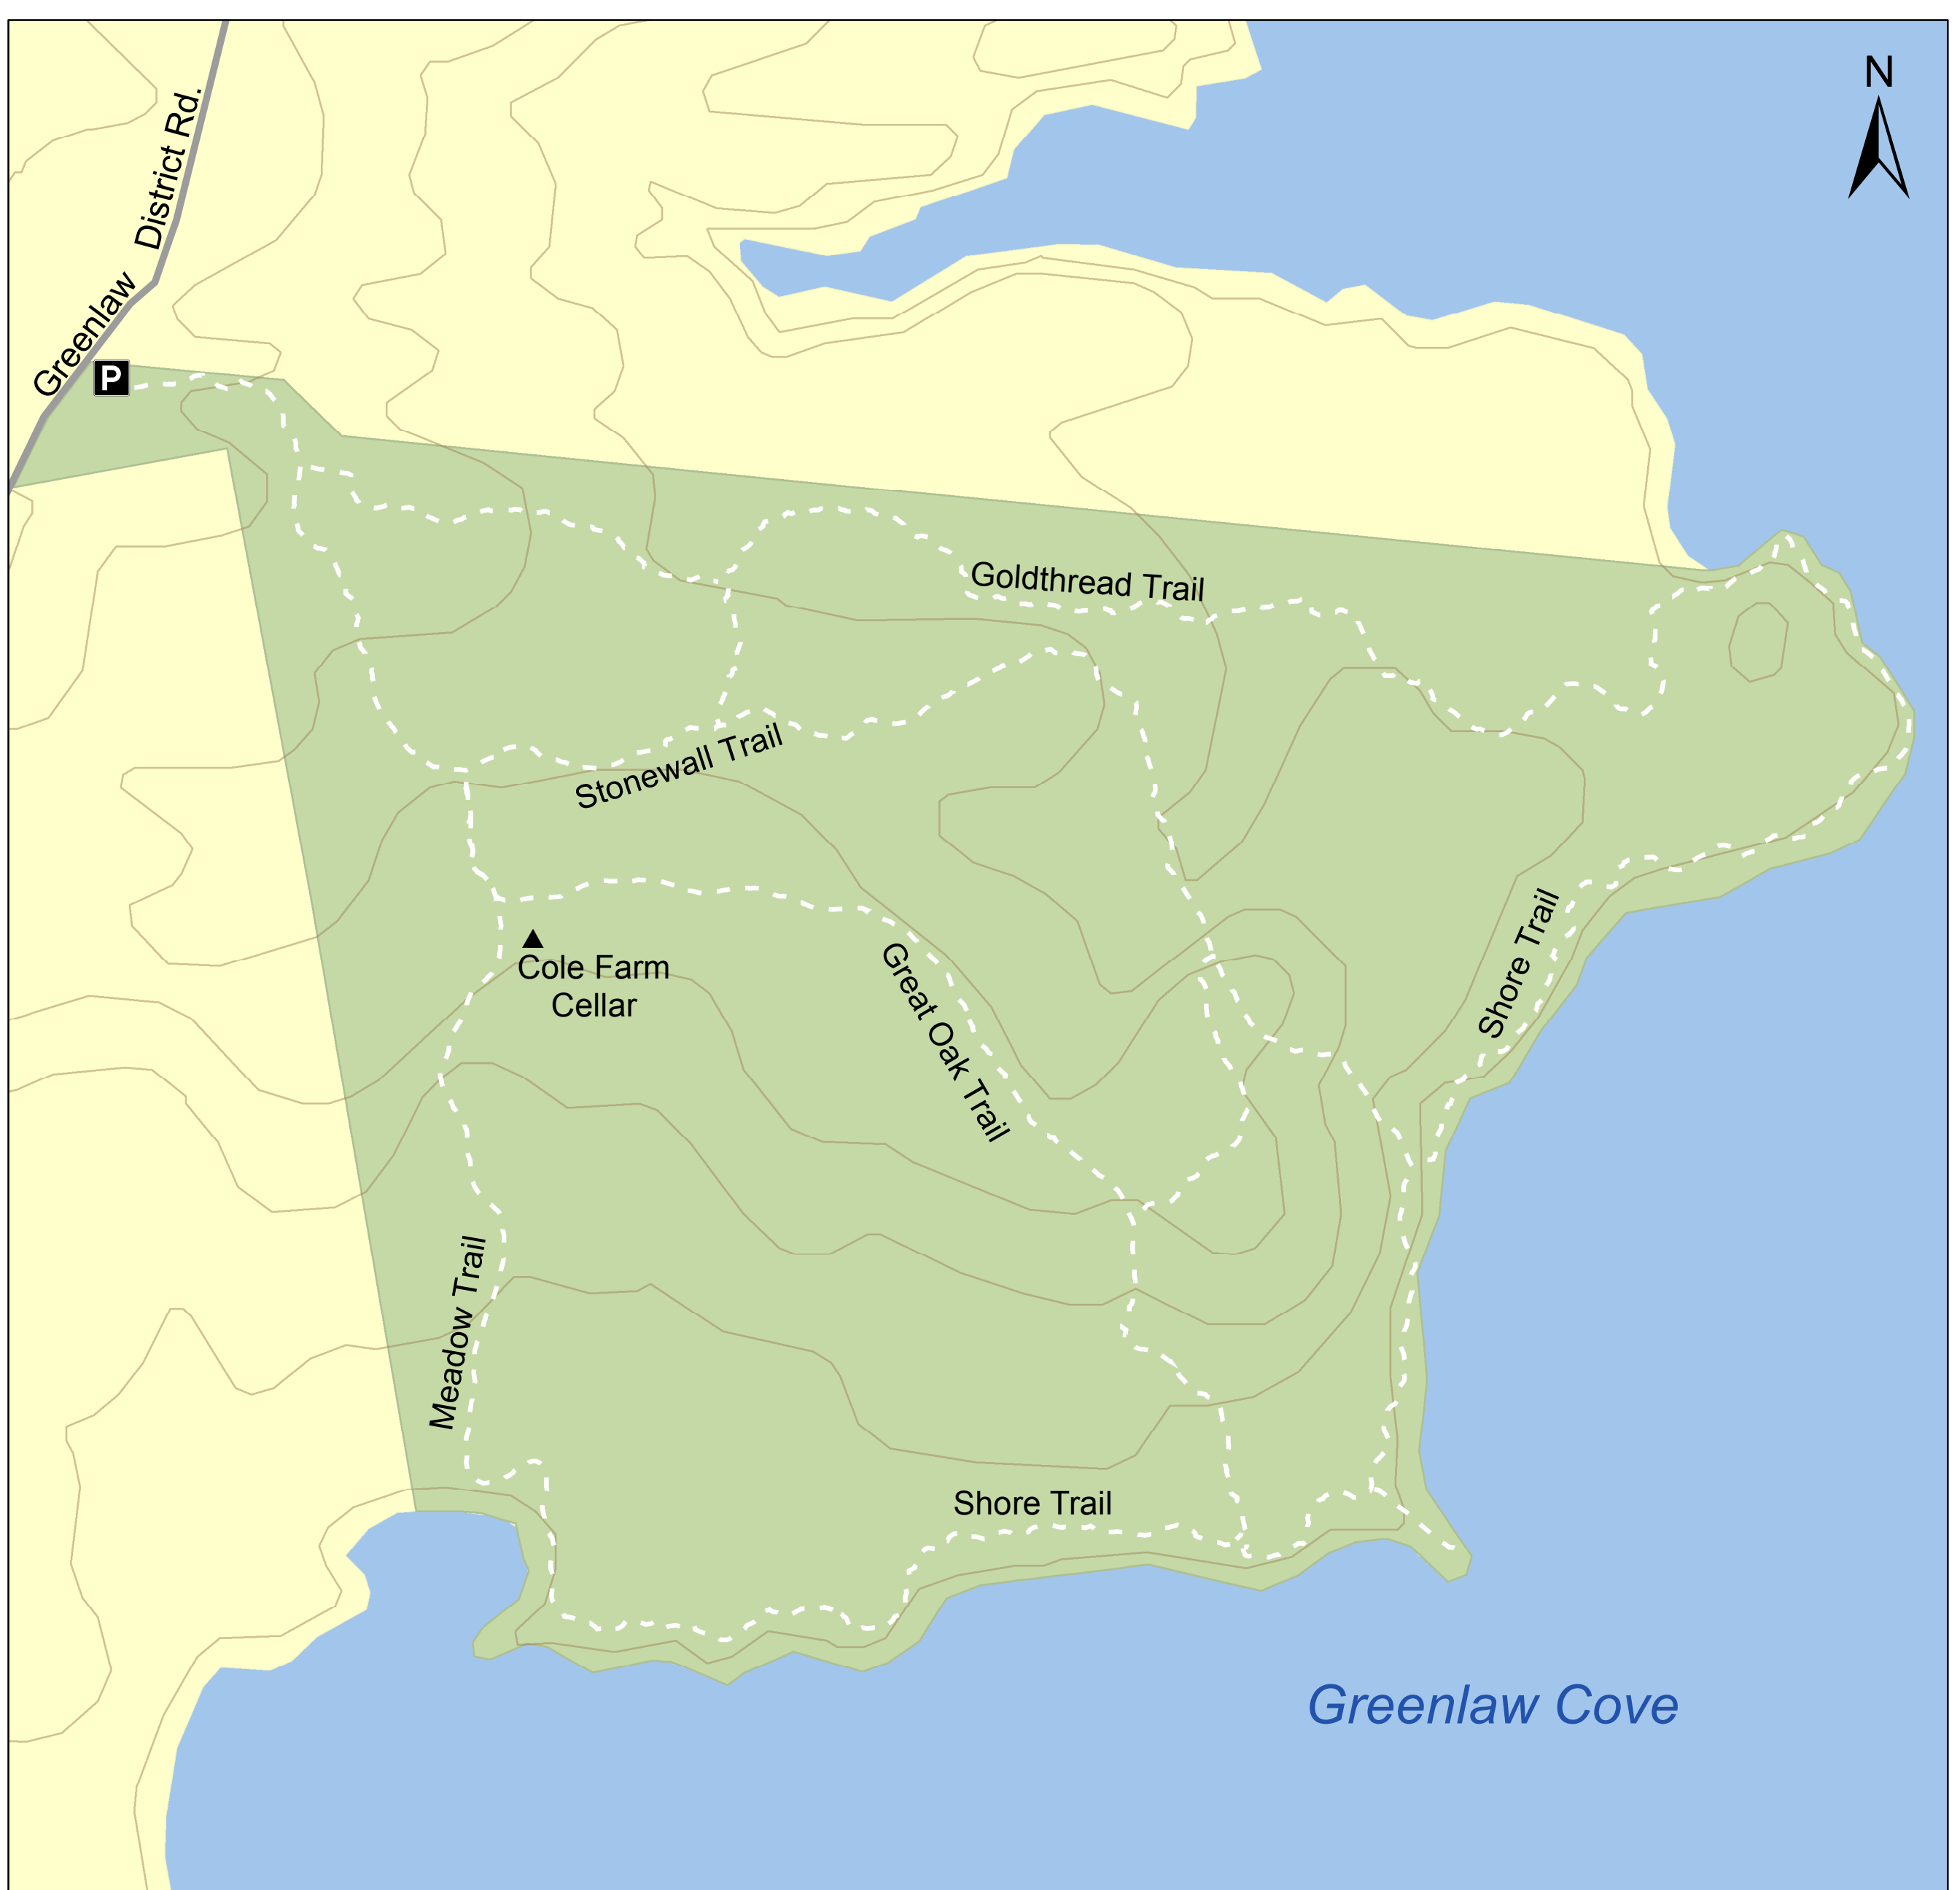 N
Greenlaw District Rd.
P
Goldthread Trail
Stonewall Trail
Cole Farm
Cellar
Great Oak Trail
Shore Trail
Meadow Trail
Shore Trail
Greenlaw Cove